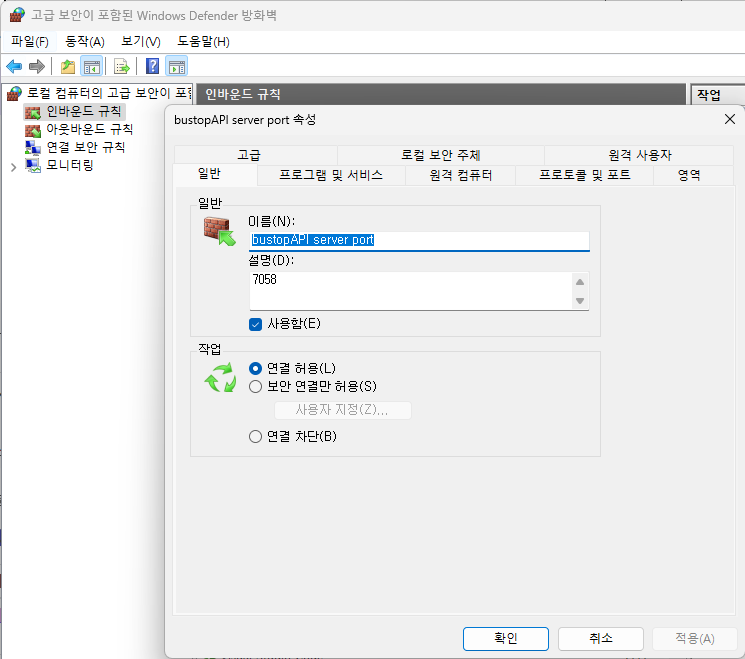 고급 보안이 포함된 Windows Defender 방화벽
파일(F) 동작(A) 보기(V) 도움말(H)
로컬 컴퓨터의 고급 보안이 포함
인바운드 규칙
아웃바운드 규칙
연결 보안 규칙
모니터링
인바운드 규칙
작업
bustopAPI server port 속성
고급 로컬 보안 주체 원격 사용자
일반 프로그램 및 서비스 원격 컴퓨터 프로토콜 및 포트 영역
일반
이름(N):
bustopAPI server port
설명(D):
7058
사용함(E)
작업
연결 허용(L)
보안 연결만 허용(S)
사용자 지정(Z)...
연결 차단(B)
확인 취소 적용(A)